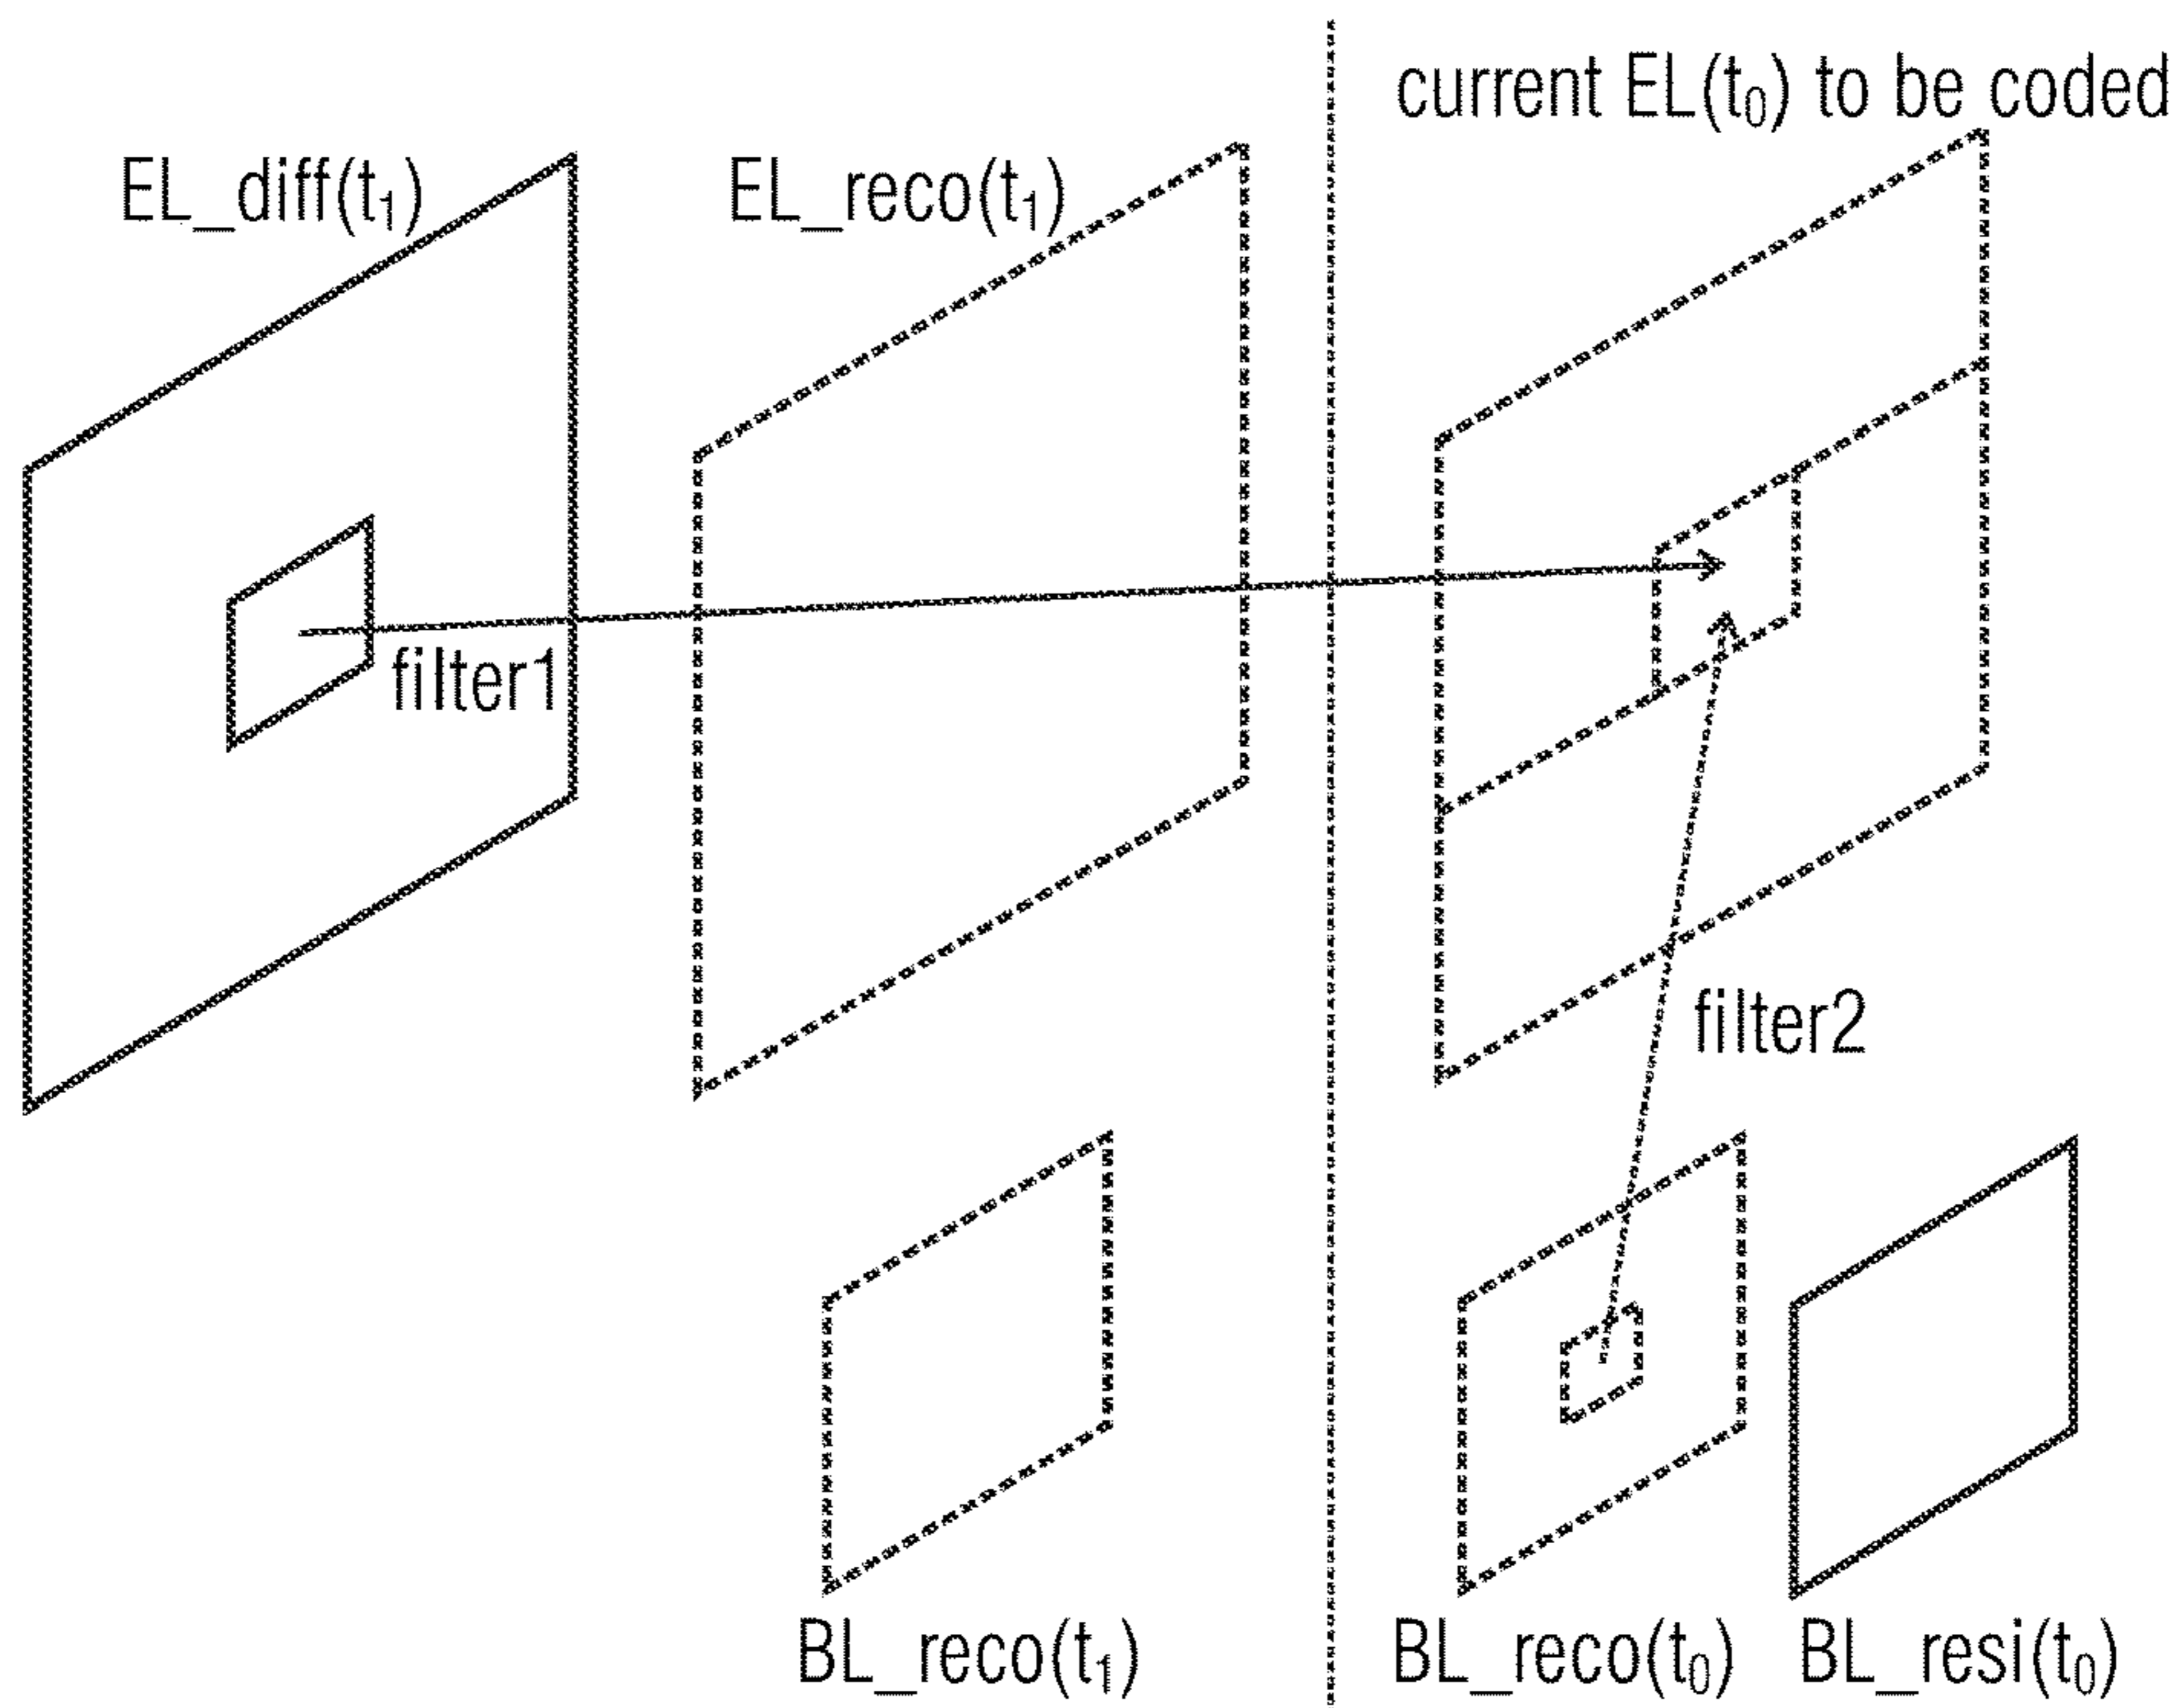 current EL(t₀) to be coded
EL_diff(t₁)
EL_reco(t₁)
filter1
filter2
BL_reco(t₁)
BL_reco(t₀)
BL_resi(t₀)